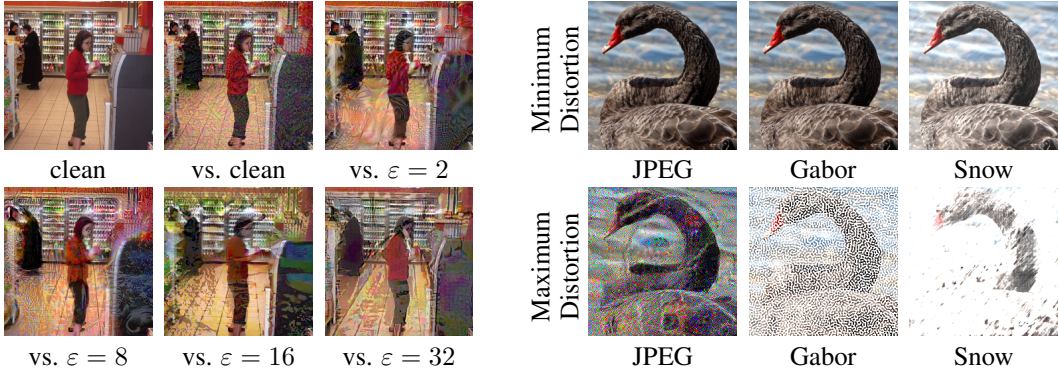 clean
vs. clean
vs. ε = 2
vs. ε = 8
vs. ε = 16
vs. ε = 32
Minimum
Distortion
JPEG
Gabor
Snow
Maximum
Distortion
JPEG
Gabor
Snow